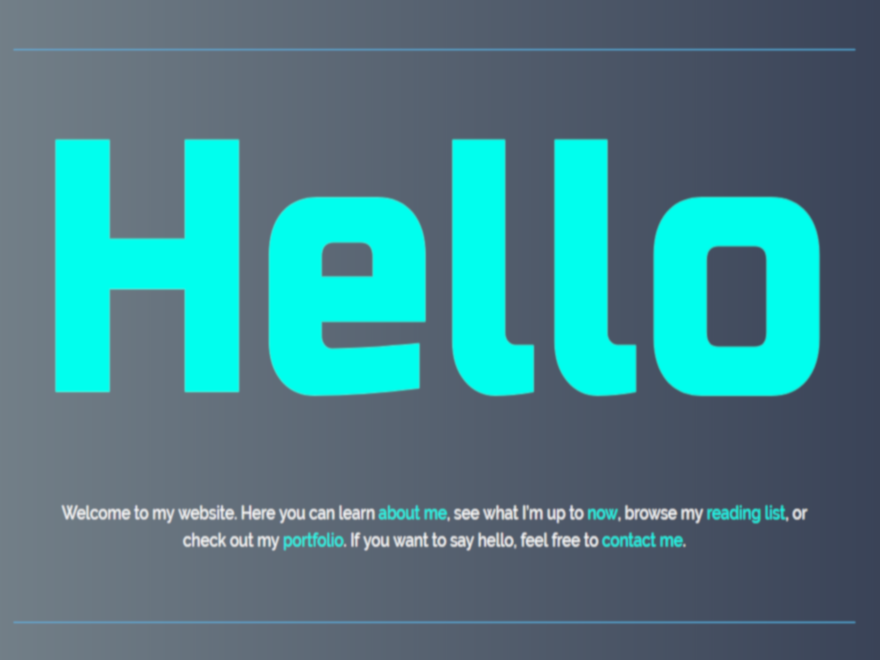 Hello
Welcome to my website. Here you can learn about me, see what I'm up to now, browse my reading list, or
check out my portfolio. If you want to say hello, feel free to contact me.